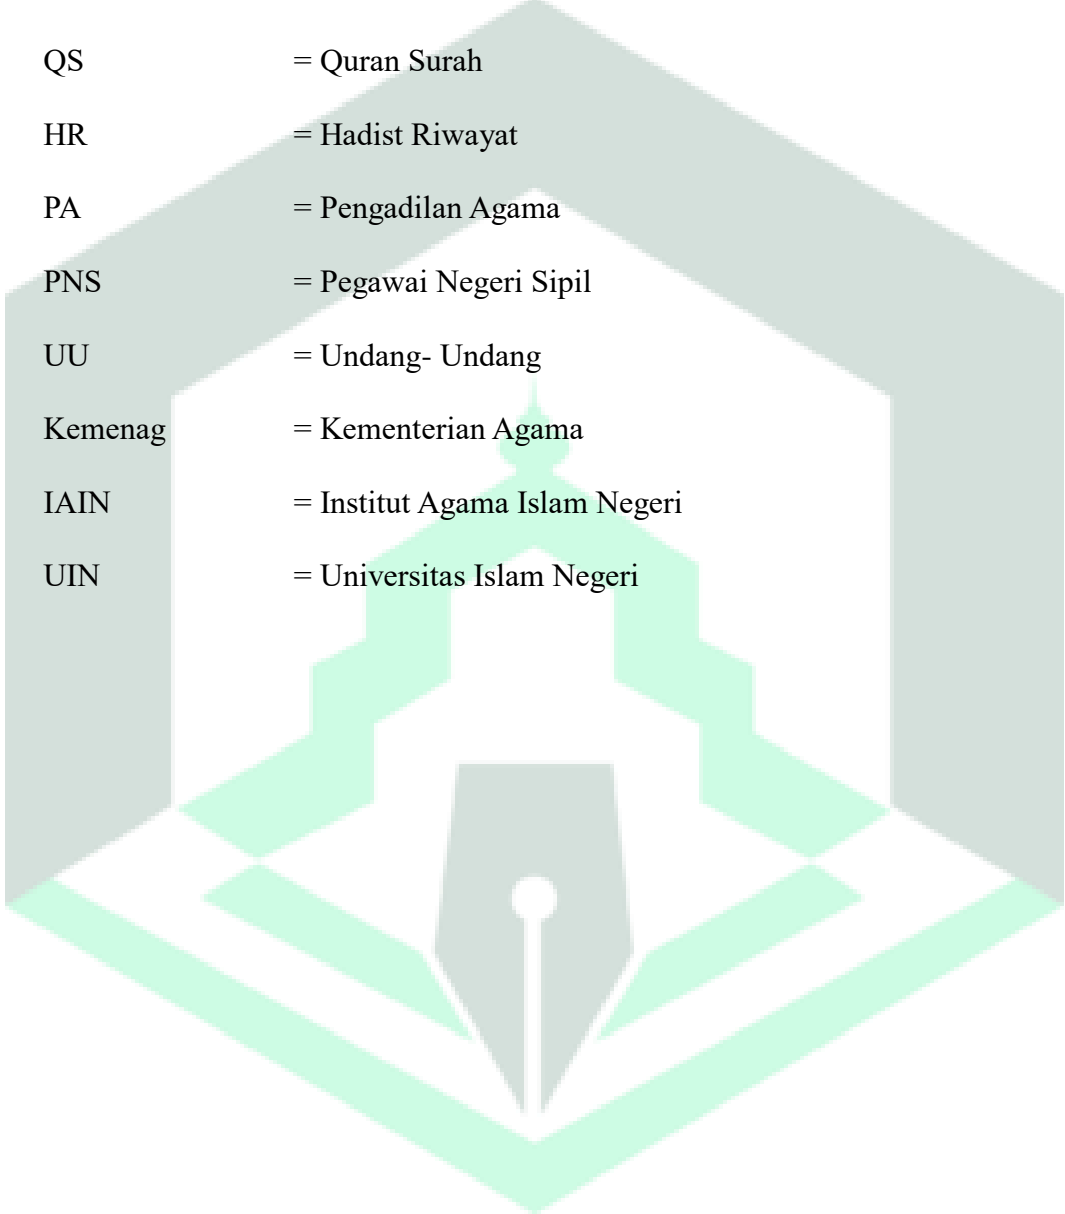 QS = Quran Surah
HR = Hadist Riwayat
PA = Pengadilan Agama
PNS = Pegawai Negeri Sipil
UU = Undang- Undang
Kemenag = Kementerian Agama
IAIN = Institut Agama Islam Negeri
UIN = Universitas Islam Negeri